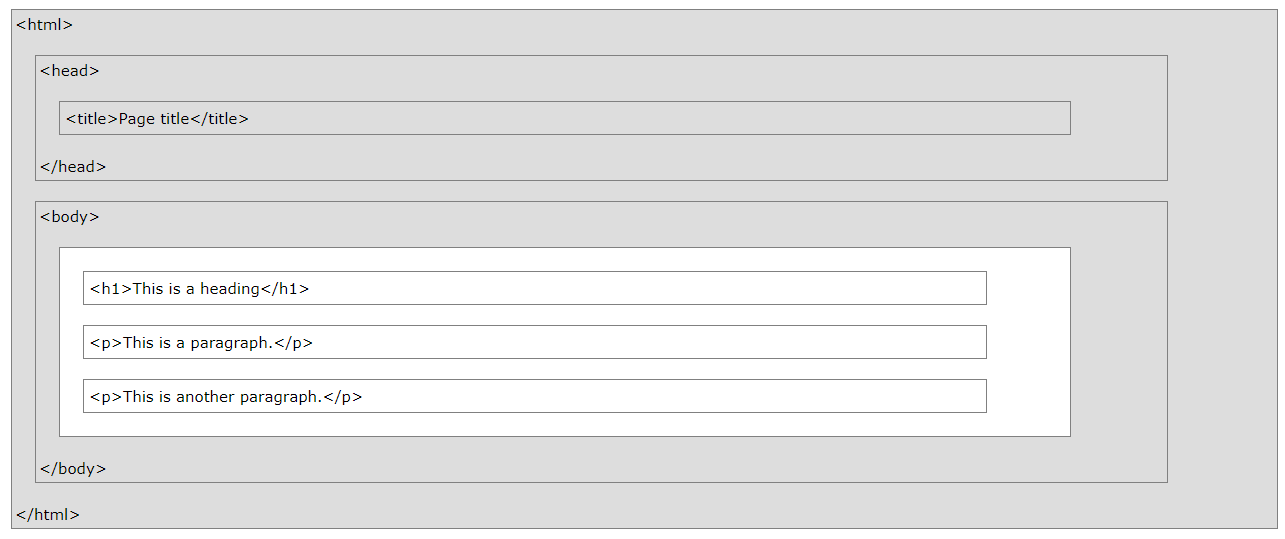 <html>
<head>
<title>Page title</title>
</head>
<body>
<h1>This is a heading</h1>
<p>This is a paragraph.</p>
<p>This is another paragraph.</p>
</body>
</html>